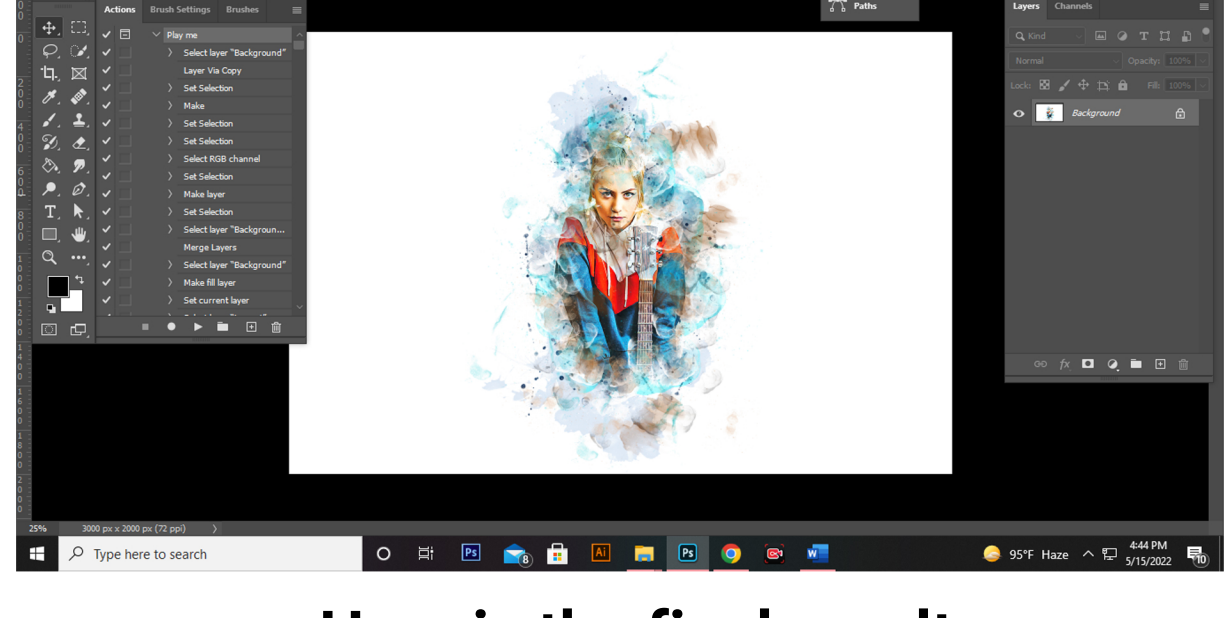 Actions Brush Settings Brushes
Play me
Select layer "Background"
Layer Via Copy
Set Selection
Make
Set Selection
Set Selection
Select RGB channel
Set Selection
Make layer
Set Selection
Select layer "Backgroun...
Merge Layers
Select layer "Background"
Make fill layer
Set current layer
Paths
Layers Channels
Kind
Normal Opacity: 100%
Lock: Fill: 100%
Background
25% 3000 px x 2000 px (72 ppi)
Type here to search
Ps
8
Ai
Ps
W
95°F Haze
4:44 PM
5/15/2022
10